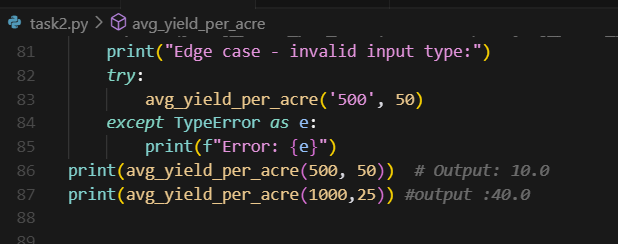 task2.py > avg_yield_per_acre
81 print("Edge case - invalid input type:")
82 try:
83 avg_yield_per_acre('500', 50)
84 except TypeError as e:
85 print(f"Error: {e}")
86 print(avg_yield_per_acre(500, 50))  # Output: 10.0
87 print(avg_yield_per_acre(1000,25)) #output :40.0
88
89